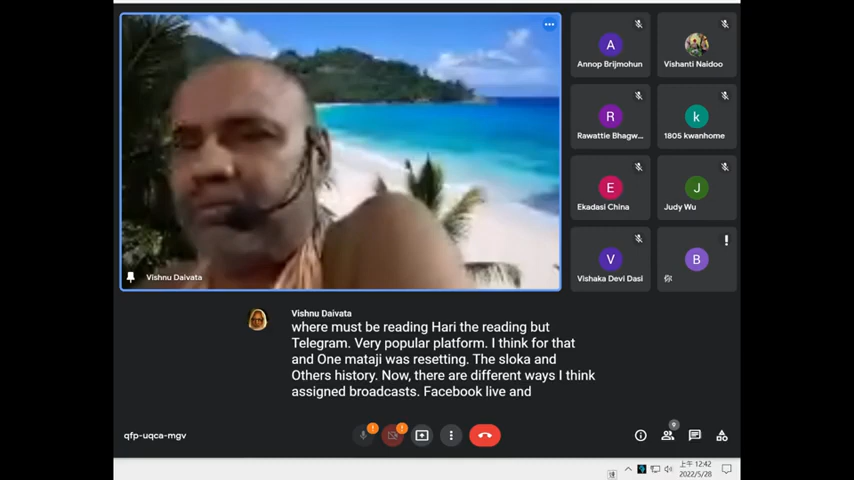 Vishnu Daivata
A
Annop Brijmohun
Vishanti Naidoo
R
Rawattie Bhagw...
k
1805 kwanhome
E
Ekadasi China
J
Judy Wu
V
Vishaka Devi Dasi
B
你
Vishnu Daivata
where must be reading Hari the reading but
Telegram. Very popular platform. I think for that
and One mataji was resetting. The sloka and
Others history. Now, there are different ways I think
assigned broadcasts. Facebook live and
qfp-uqca-mgv
9
上午 12:42
2022/5/28